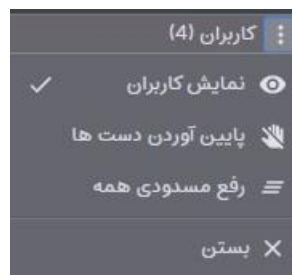 کاربران (4)
نمایش کاربران
پایین آوردن دست ها
رفع مسدودی همه
بستن